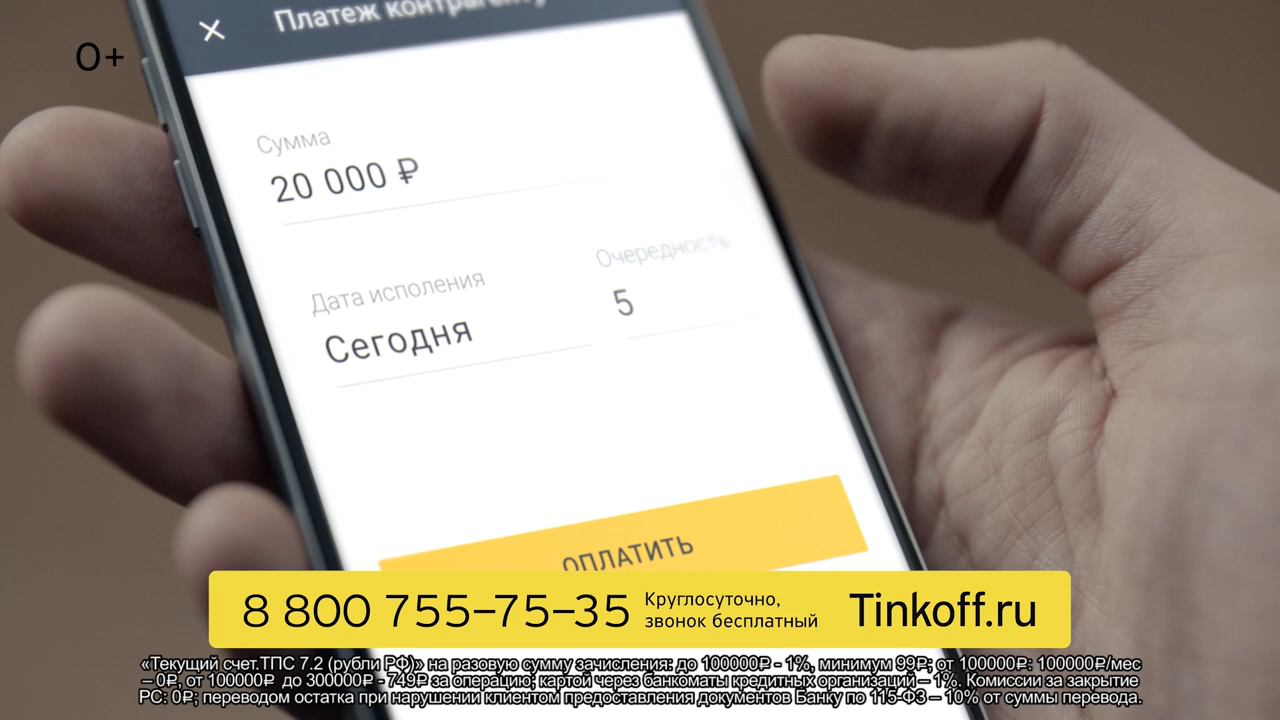 0+
Платеж контрагенту
Сумма
20 000 ₽
Дата исполения
Очередность
Сегодня
5
ОПЛАТИТЬ
8 800 755–75–35
Круглосуточно,
звонок бесплатный
Tinkoff.ru
«Текущий счет.ТПС 7.2 (рубли РФ)» на разовую сумму зачисления: до 100000₽ - 1%, минимум 99₽; от 100000₽: 100000₽/мес
– 0₽, от 100000₽ до 300000₽ - 749₽ за операцию; картой через банкоматы кредитных организаций – 1%. Комиссии за закрытие
РС: 0₽; переводом остатка при нарушении клиентом предоставления документов Банку по 115-ФЗ – 10% от суммы перевода.